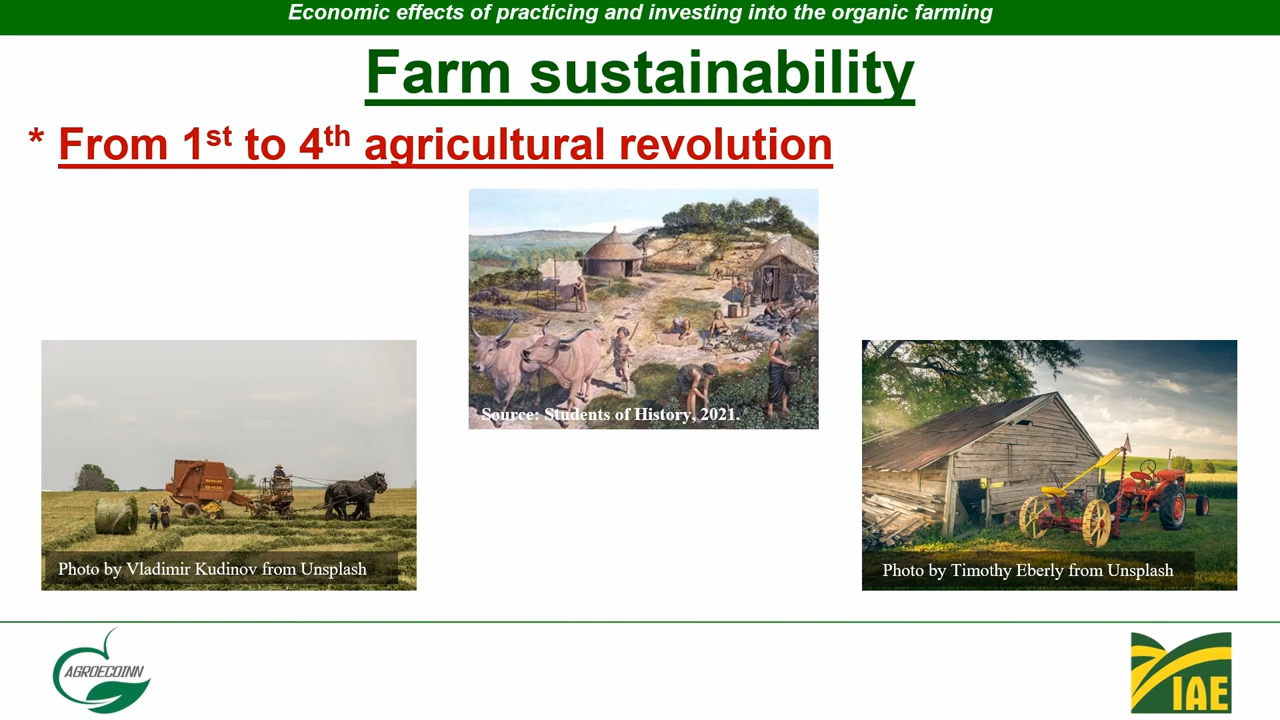 Economic effects of practicing and investing into the organic farming
Farm sustainability
* From 1st to 4th agricultural revolution
Source: Students of History, 2021.
Photo by Vladimir Kudinov from Unsplash
Photo by Timothy Eberly from Unsplash
AGROECOINN
IAE